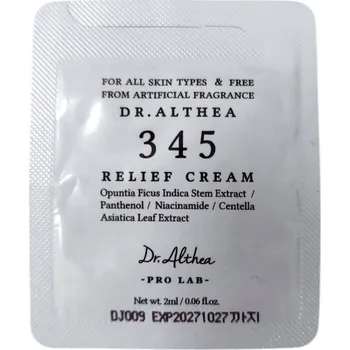 FOR ALL SKIN TYPES & FREE
FROM ARTIFICIAL FRAGRANCE
DR.ALTHEA
345
RELIEF CREAM
Opuntia Ficus Indica Stem Extract /
Panthenol / Niacinamide / Centella
Asiatica Leaf Extract
Dr.Althea
-PRO LAB-
Net wt. 2ml / 0.06 fl.oz.
DJ009 EXP20271027까지